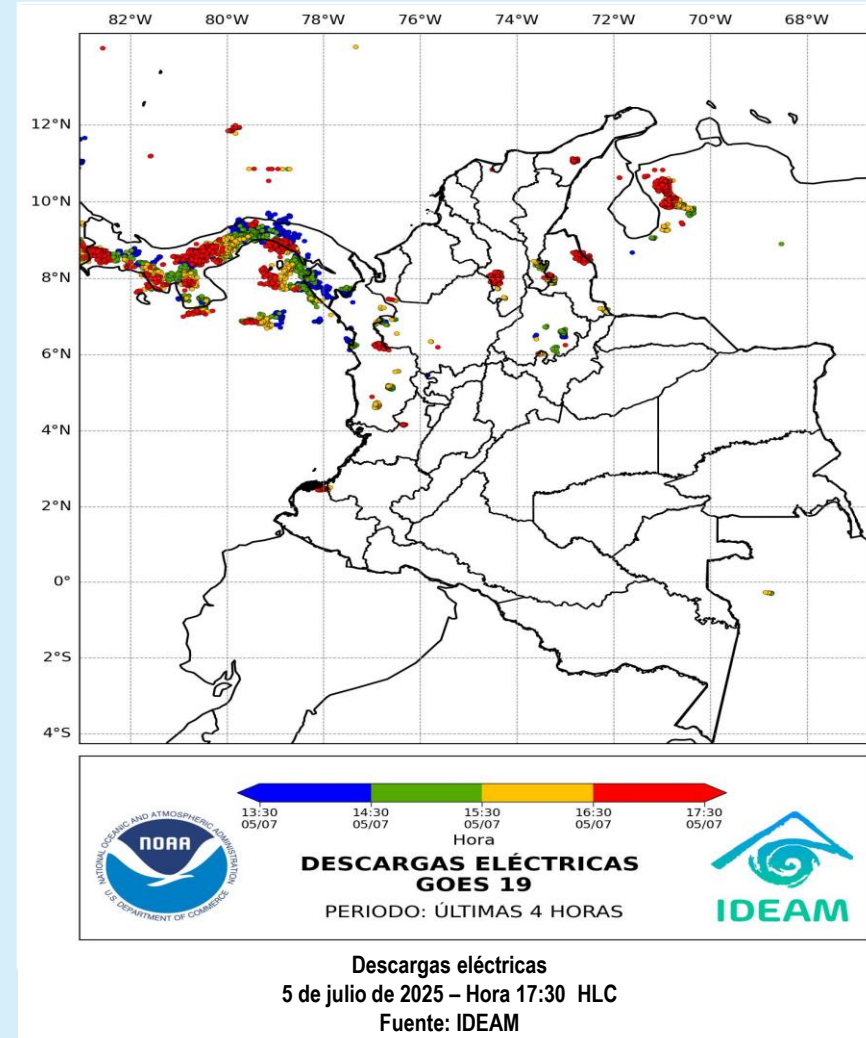 82°W 80°W 78°W 76°W 74°W 72°W 70°W 68°W
12°N
10°N
8°N
6°N
4°N
2°N
0°
2°S
4°S
13:30 14:30 15:30 16:30 17:30
05/07 05/07 05/07 05/07 05/07
Hora
NATIONAL OCEANIC AND ATMOSPHERIC ADMINISTRATION
NOAA
U.S. DEPARTMENT OF COMMERCE
DESCARGAS ELÉCTRICAS
GOES 19
PERIODO: ÚLTIMAS 4 HORAS
IDEAM
Descargas eléctricas
5 de julio de 2025 – Hora 17:30 HLC
Fuente: IDEAM